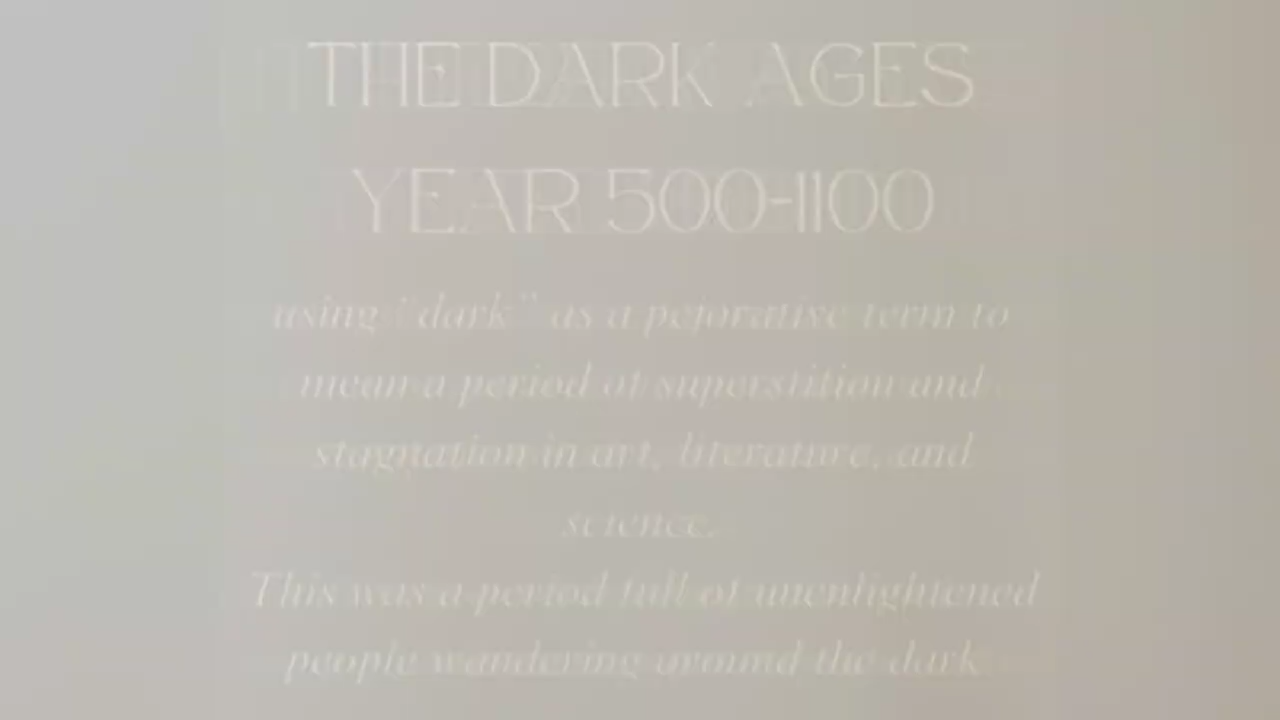 THE DARK AGES
YEAR 500-1100
using "dark" as a pejorative term to
mean a period of superstition and
stagnation in art, literature, and
science.
This was a period full of unenlightened
people wandering around the dark